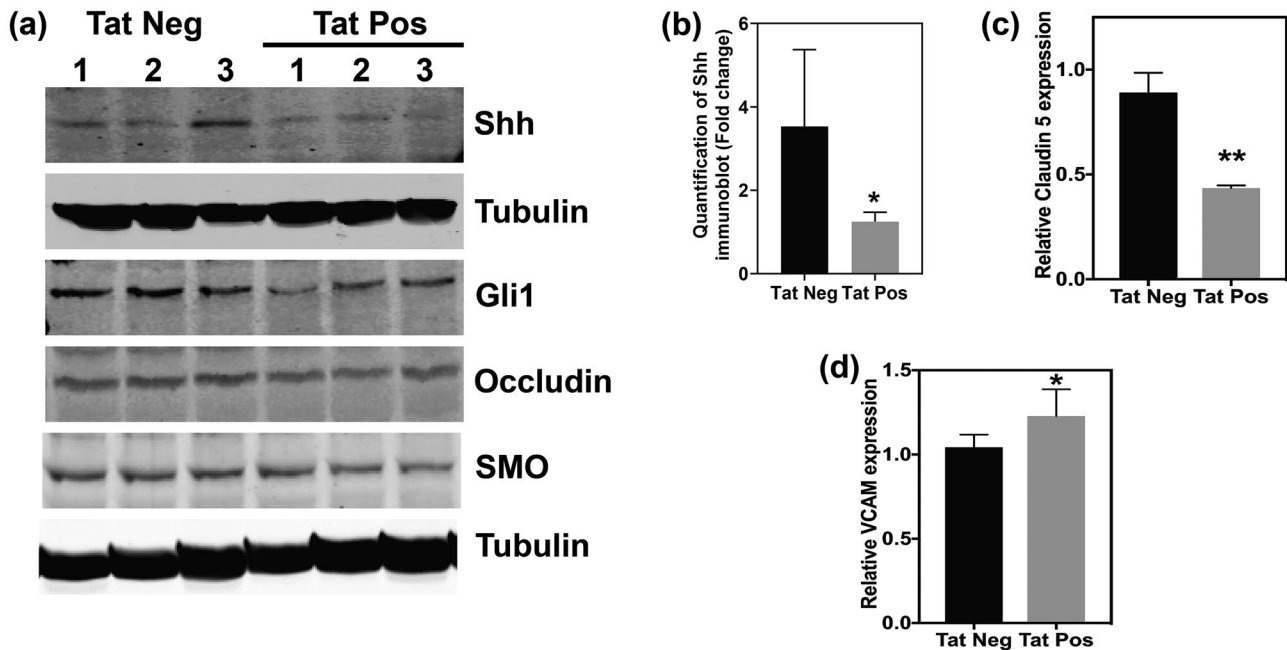 (a)
Tat Neg
Tat Pos
1 2 3 1 2 3
Shh
Tubulin
Gli1
Occludin
SMO
Tubulin
(b)
Quantification of Shh
immunoblot (Fold change)
6
4
2
0
*
Tat Neg Tat Pos
(c)
Relative Claudin 5 expression
1.0
0.5
0.0
**
Tat Neg Tat Pos
(d)
Relative VCAM expression
1.5
1.0
0.5
0.0
*
Tat Neg Tat Pos